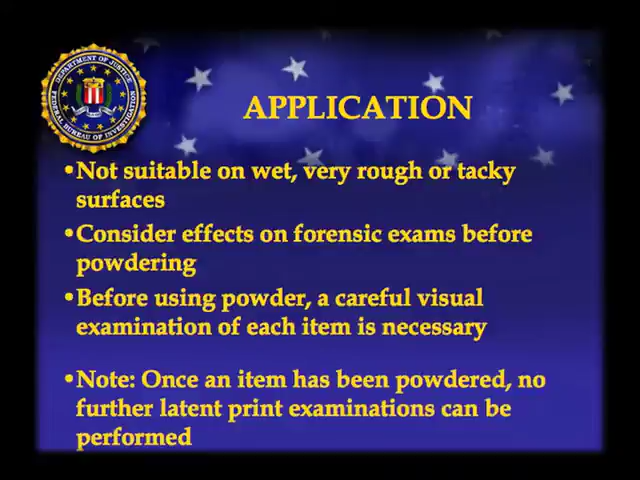 DEPARTMENT OF JUSTICE
FEDERAL BUREAU OF INVESTIGATION
APPLICATION
•Not suitable on wet, very rough or tacky
surfaces
•Consider effects on forensic exams before
powdering
•Before using powder, a careful visual
examination of each item is necessary
•Note: Once an item has been powdered, no
further latent print examinations can be
performed